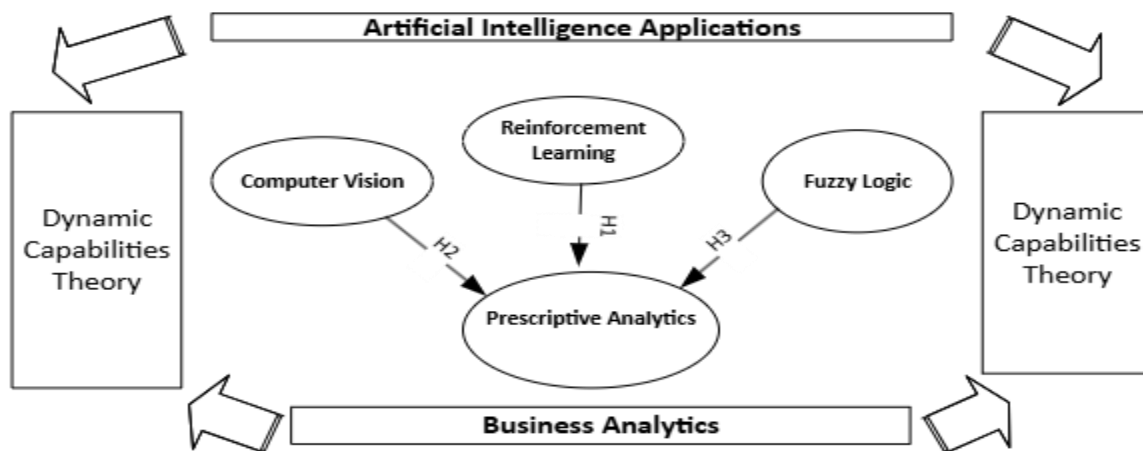 Artificial Intelligence Applications
Reinforcement
Learning
Computer Vision
Fuzzy Logic
Dynamic
Capabilities
Theory
Dynamic
Capabilities
Theory
H2
H1
H3
Prescriptive Analytics
Business Analytics